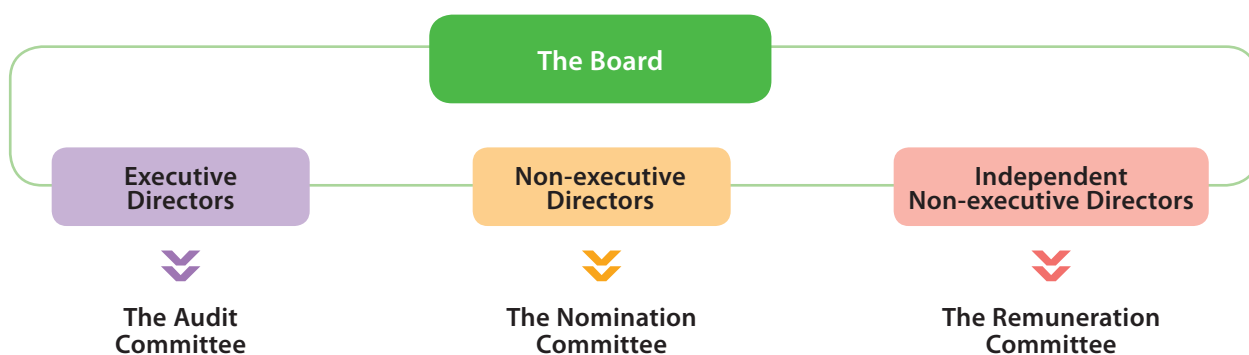 The Board
Executive
Directors
Non-executive
Directors
Independent
Non-executive Directors
The Audit
Committee
The Nomination
Committee
The Remuneration
Committee